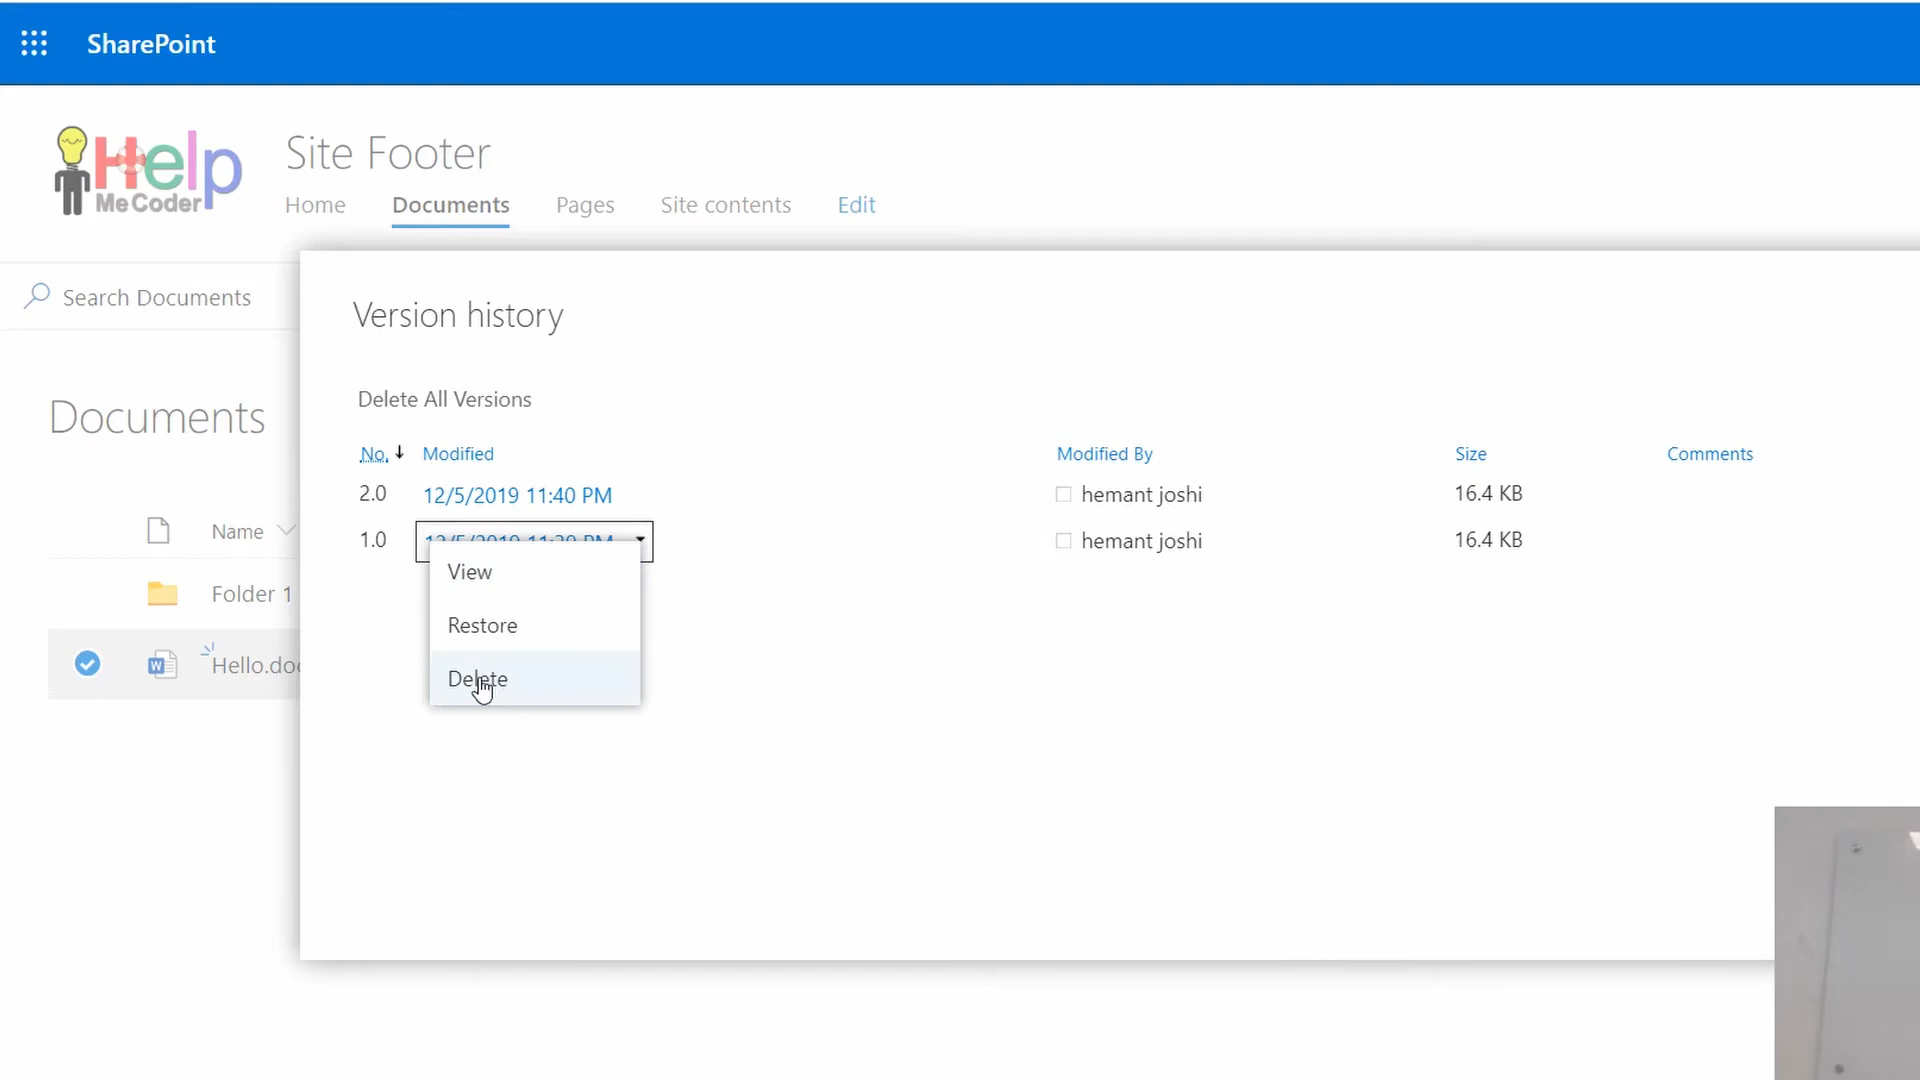 SharePoint
Help
Me Coder
Site Footer
Home Documents Pages Site contents Edit
Search Documents
Version history
Delete All Versions
Documents
No. Modified Modified By Size Comments
2.0 12/5/2019 11:40 PM hemant joshi 16.4 KB
1.0 hemant joshi 16.4 KB
Name
View
Folder 1
Restore
W Hello.doc
Delete